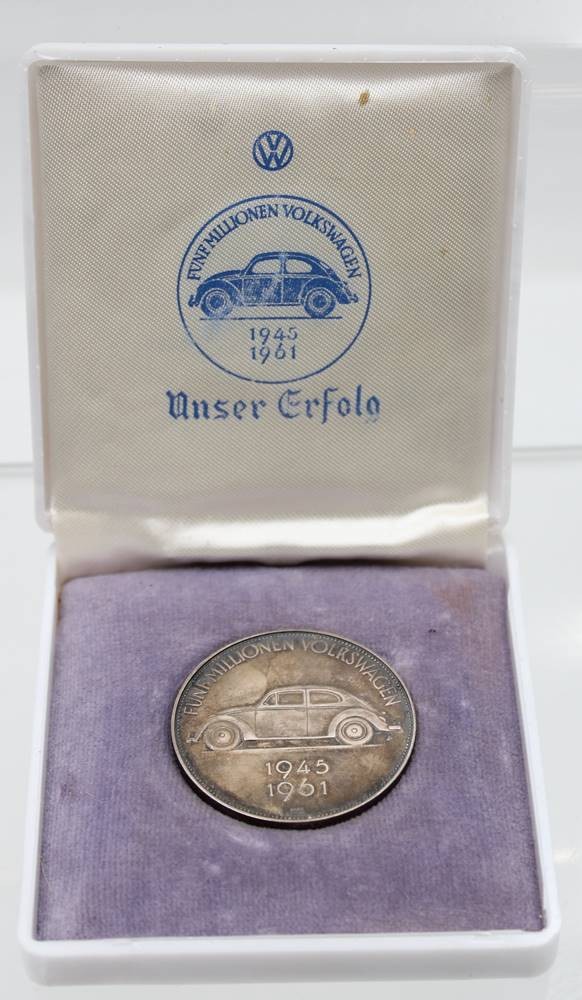 VW
FÜNF MILLIONEN VOLKSWAGEN
1945
1961
Unser Erfolg
FÜNF MILLIONEN VOLKSWAGEN
1945
1961